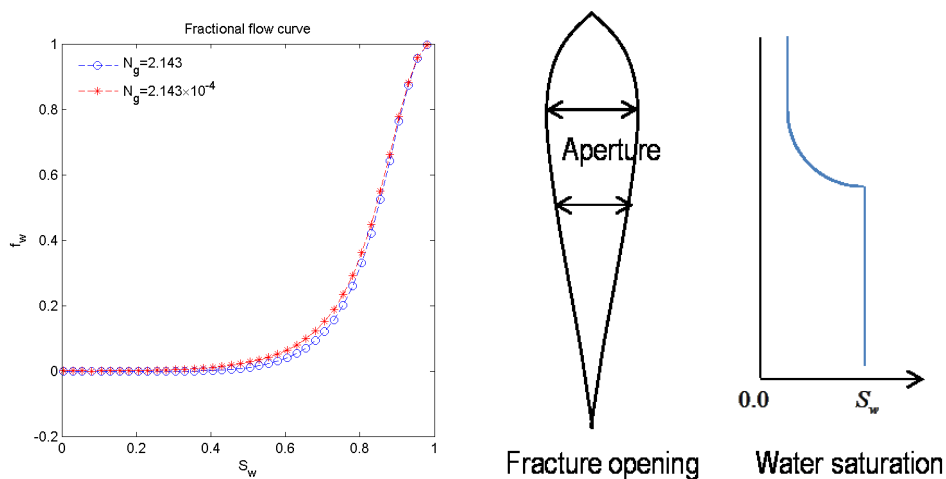 Fractional flow curve
N_g=2.143
N_g=2.143×10^-4
1
0.8
0.6
0.4
0.2
0
-0.2
f_w
0 0.2 0.4 0.6 0.8 1
S_w
Aperture
Fracture opening
0.0 S_w
Water saturation